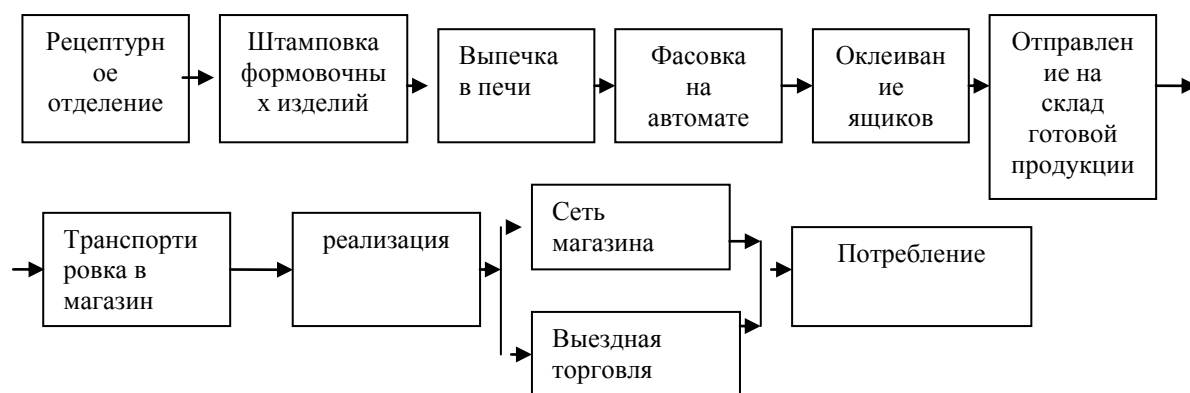 Рецептурн
ое
отделение
Штамповка
формовочны
х изделий
Выпечка
в печи
Фасовка
на
автомате
Оклеиван
ие
ящиков
Отправлен
ие на
склад
готовой
продукции
Транспорти
ровка в
магазин
реализация
Сеть
магазина
Выездная
торговля
Потребление